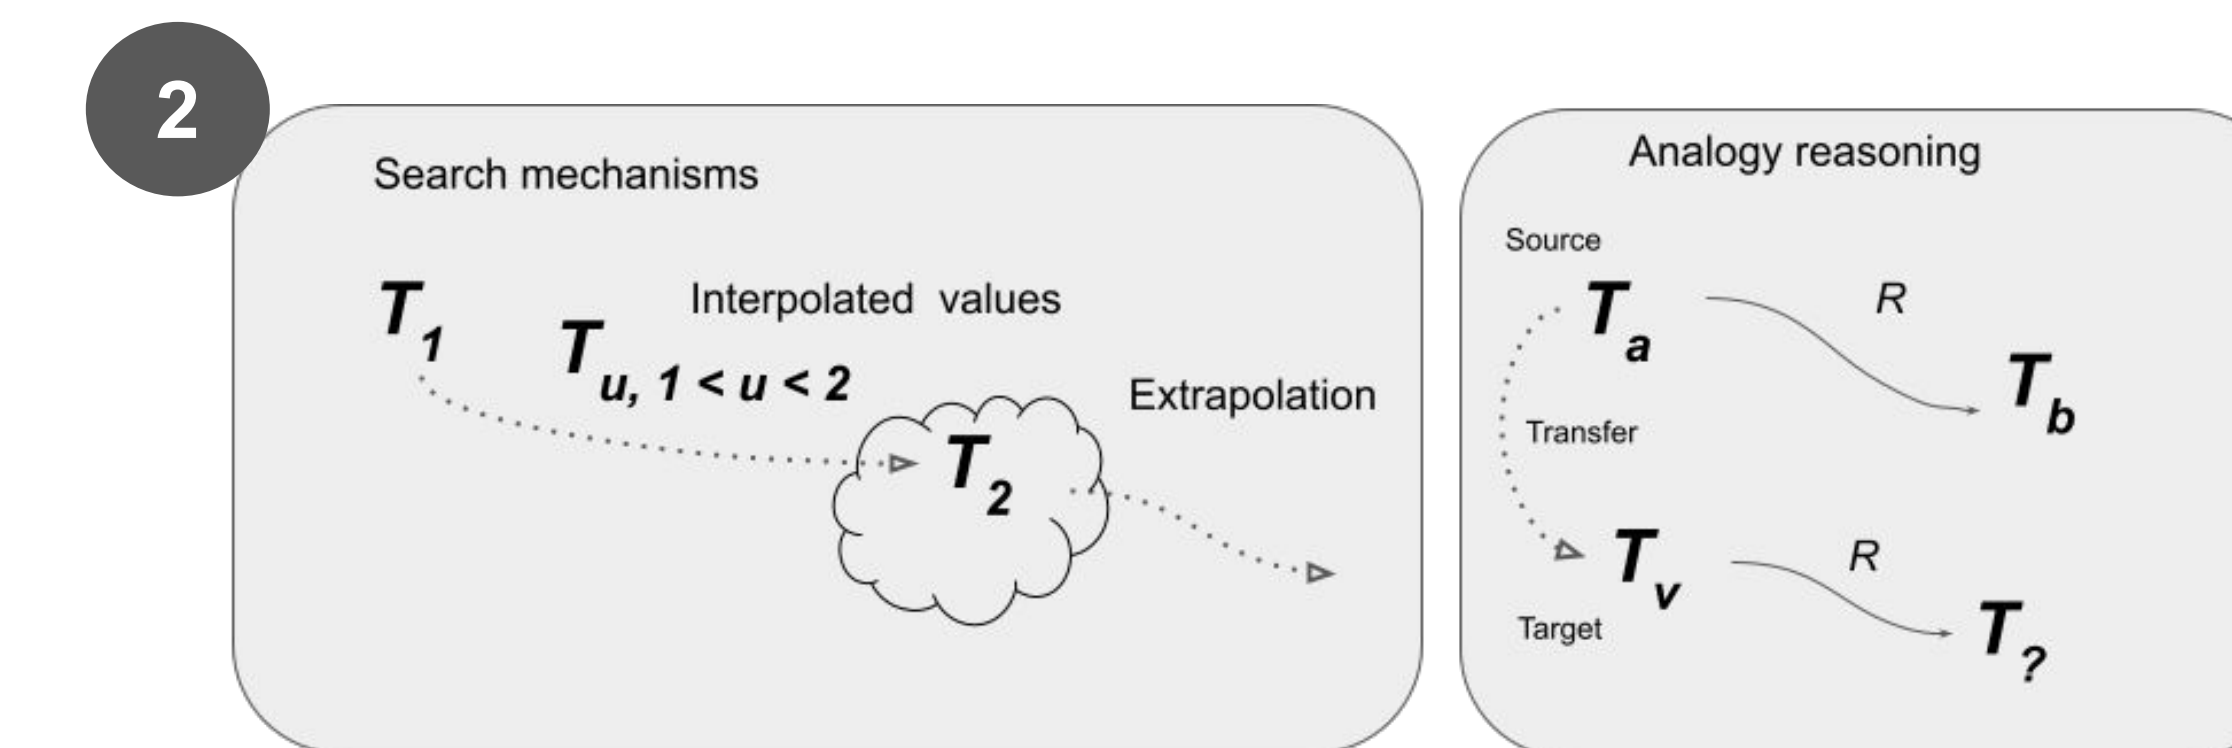 2
Search mechanisms
T1
Interpolated values
Tu, 1 < u < 2
Extrapolation
T2
Analogy reasoning
Source
Ta
R
Tb
Transfer
Tv
R
Target
T?